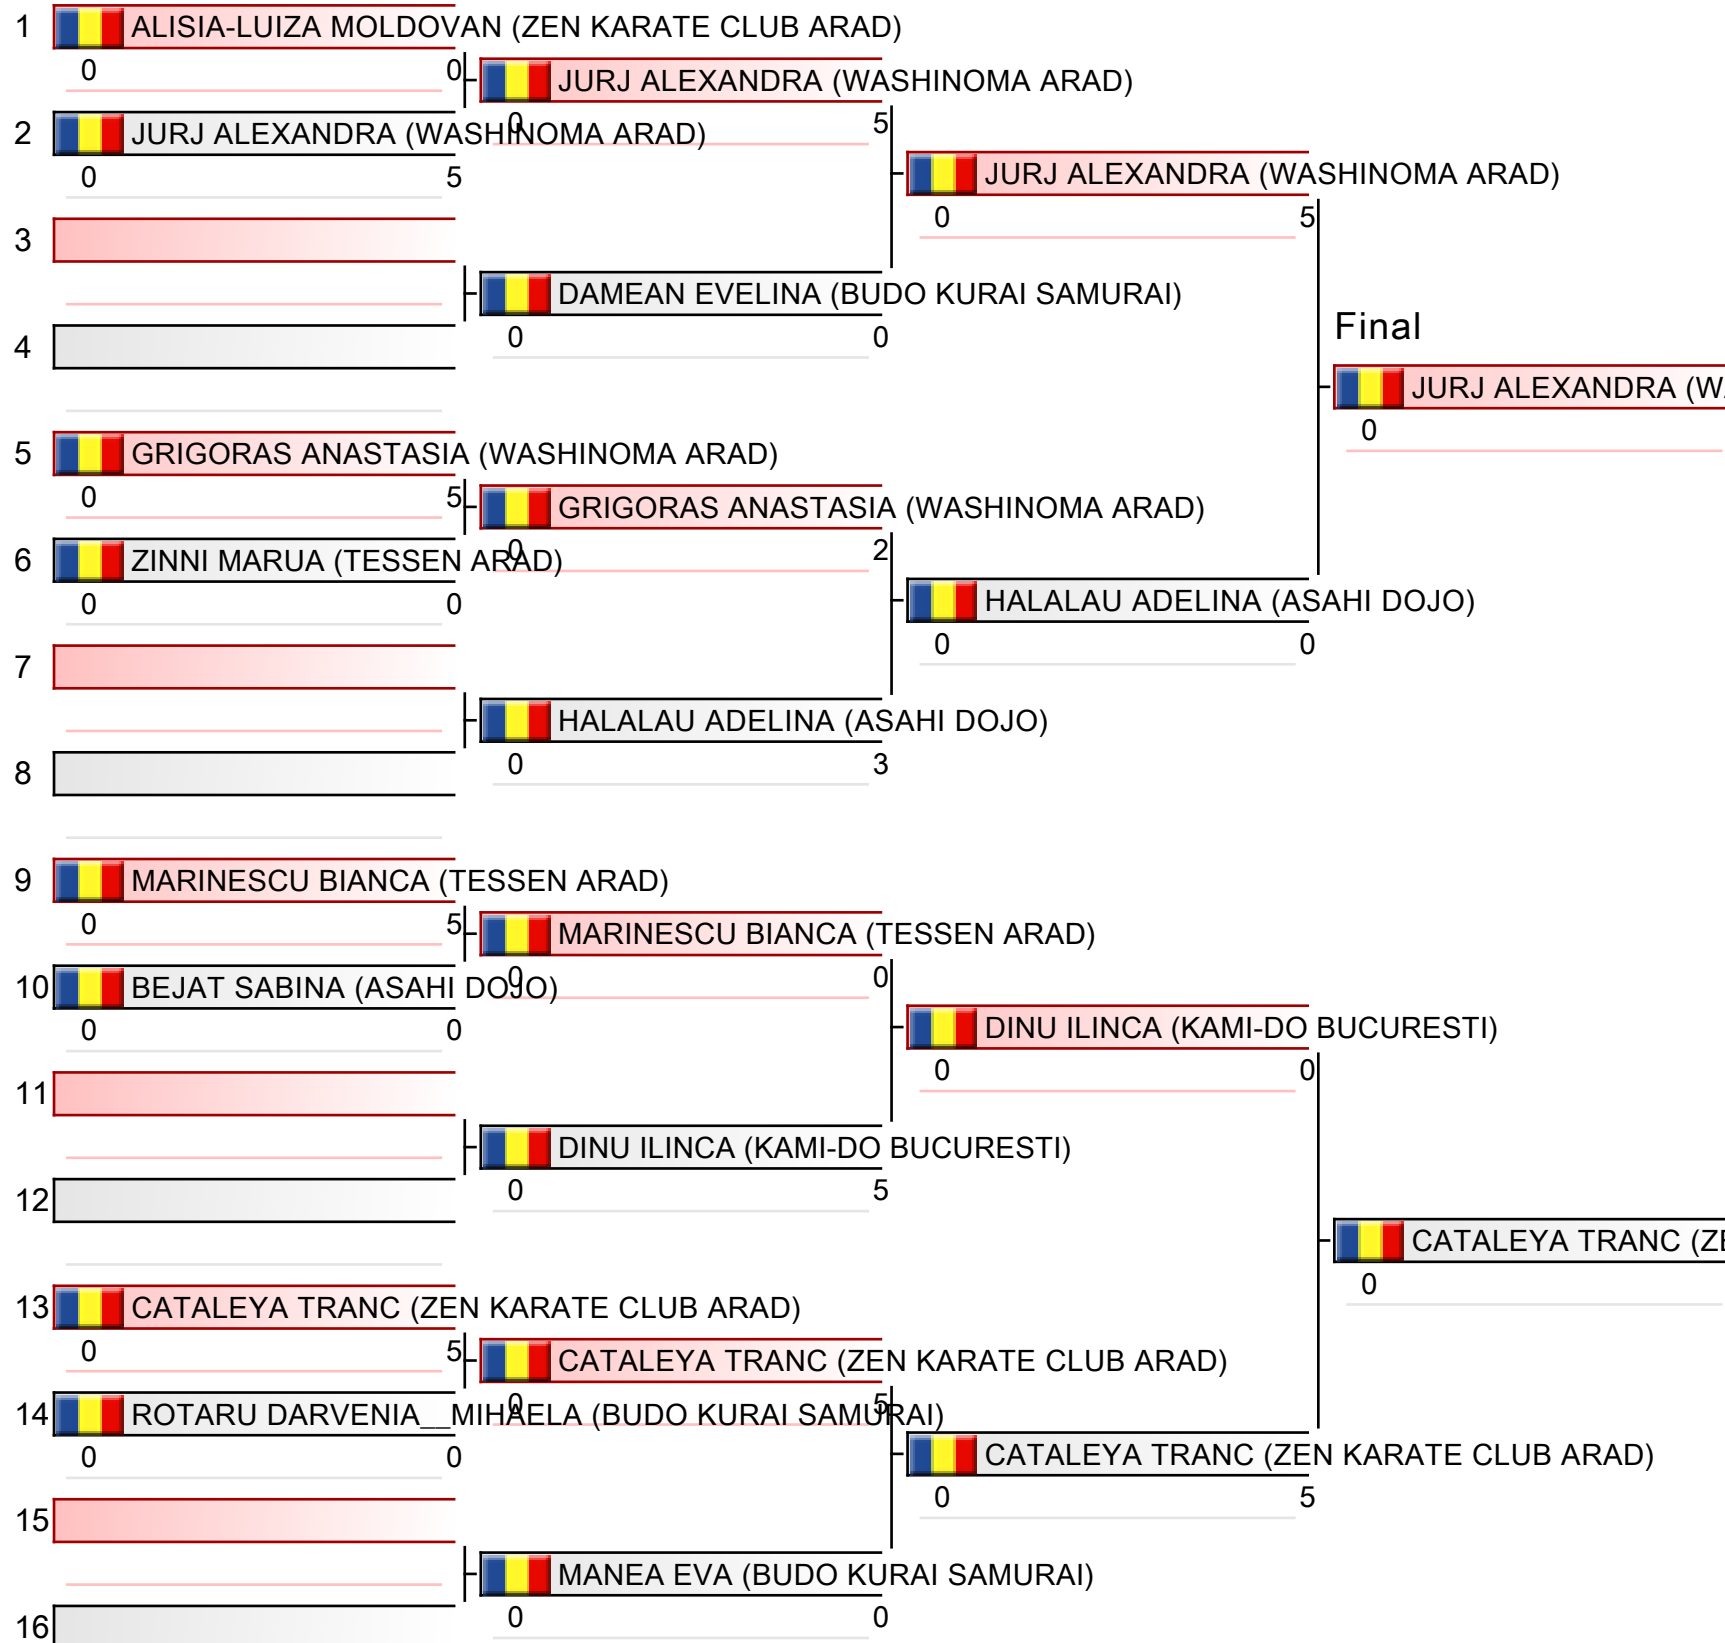 1 ALISIA-LUIZA MOLDOVAN (ZEN KARATE CLUB ARAD)
0 0
JURJ ALEXANDRA (WASHINOMA ARAD)
0 5
2 JURJ ALEXANDRA (WASHINOMA ARAD)
0 5
JURJ ALEXANDRA (WASHINOMA ARAD)
0 5
3
DAMEAN EVELINA (BUDO KURAI SAMURAI)
0 0
4
Final
JURJ ALEXANDRA (WA
0
5 GRIGORAS ANASTASIA (WASHINOMA ARAD)
0 5
GRIGORAS ANASTASIA (WASHINOMA ARAD)
0 2
6 ZINNI MARUA (TESSEN ARAD)
0 0
HALALAU ADELINA (ASAHI DOJO)
0 0
7
HALALAU ADELINA (ASAHI DOJO)
0 3
8
9 MARINESCU BIANCA (TESSEN ARAD)
0 5
MARINESCU BIANCA (TESSEN ARAD)
0 0
10 BEJAT SABINA (ASAHI DOJO)
0 0
DINU ILINCA (KAMI-DO BUCURESTI)
0 0
11
DINU ILINCA (KAMI-DO BUCURESTI)
0 5
12
CATALEYA TRANC (ZE
0
13 CATALEYA TRANC (ZEN KARATE CLUB ARAD)
0 5
CATALEYA TRANC (ZEN KARATE CLUB ARAD)
0 5
14 ROTARU DARVENIA__MIHAELA (BUDO KURAI SAMURAI)
0 0
CATALEYA TRANC (ZEN KARATE CLUB ARAD)
0 5
15
MANEA EVA (BUDO KURAI SAMURAI)
0 0
16